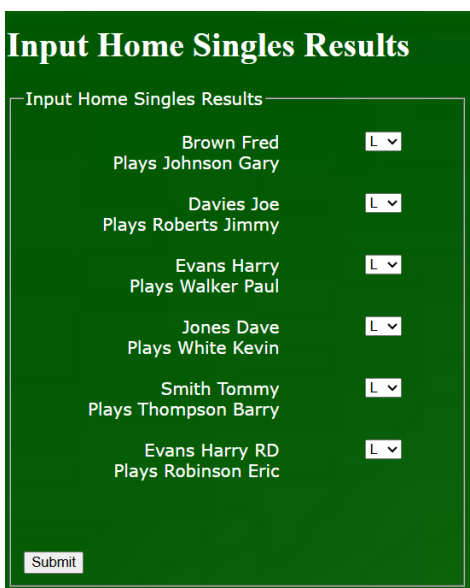 Input Home Singles Results
Input Home Singles Results
Brown Fred L
Plays Johnson Gary
Davies Joe L
Plays Roberts Jimmy
Evans Harry L
Plays Walker Paul
Jones Dave L
Plays White Kevin
Smith Tommy L
Plays Thompson Barry
Evans Harry RD L
Plays Robinson Eric
Submit